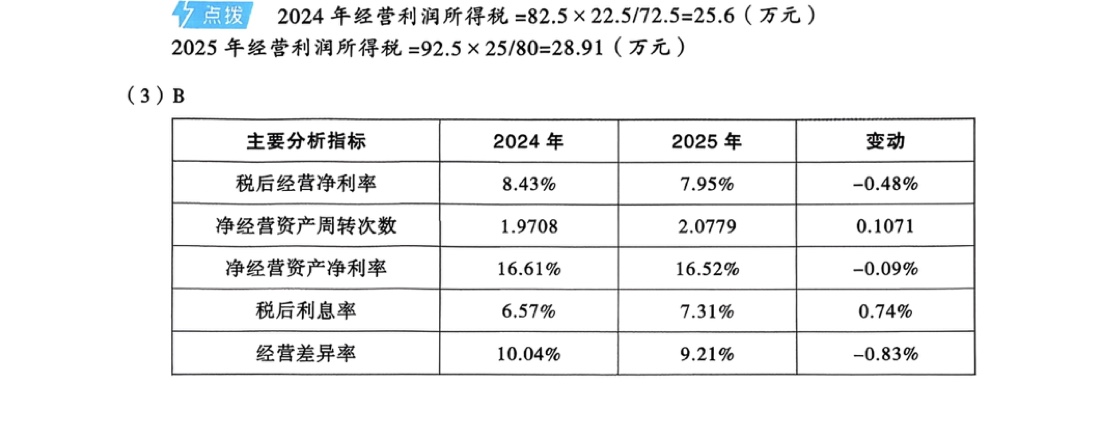 点拨 2024 年经营利润所得税 =82.5×22.5/72.5=25.6（万元）
2025 年经营利润所得税 =92.5×25/80=28.91（万元）
（3）B
主要分析指标 2024 年 2025 年 变动
税后经营净利率 8.43% 7.95% −0.48%
净经营资产周转次数 1.9708 2.0779 0.1071
净经营资产净利率 16.61% 16.52% −0.09%
税后利息率 6.57% 7.31% 0.74%
经营差异率 10.04% 9.21% −0.83%